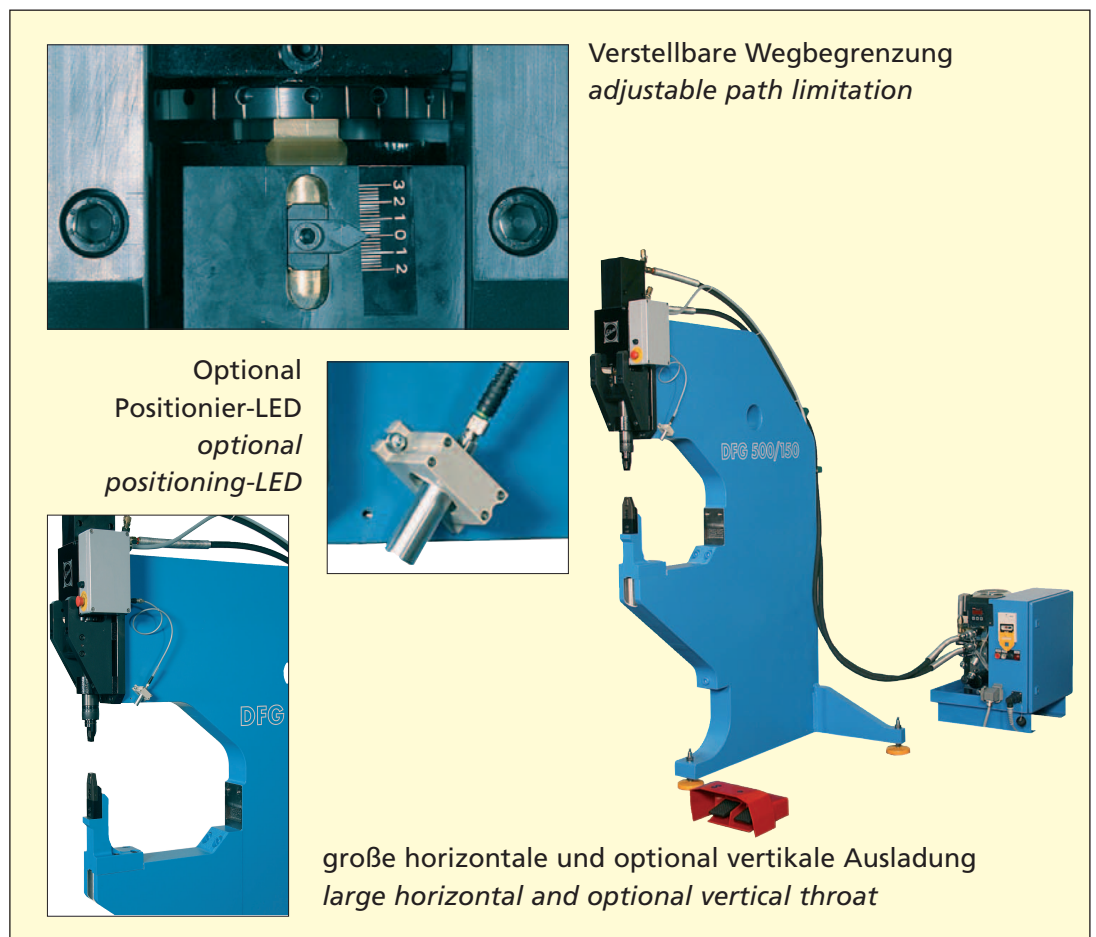 Verstellbare Wegbegrenzung
adjustable path limitation
3
2
1
0
1
2
Optional
Positionier-LED
optional
positioning-LED
DFG 500/150
DFG
große horizontale und optional vertikale Ausladung
large horizontal and optional vertical throat